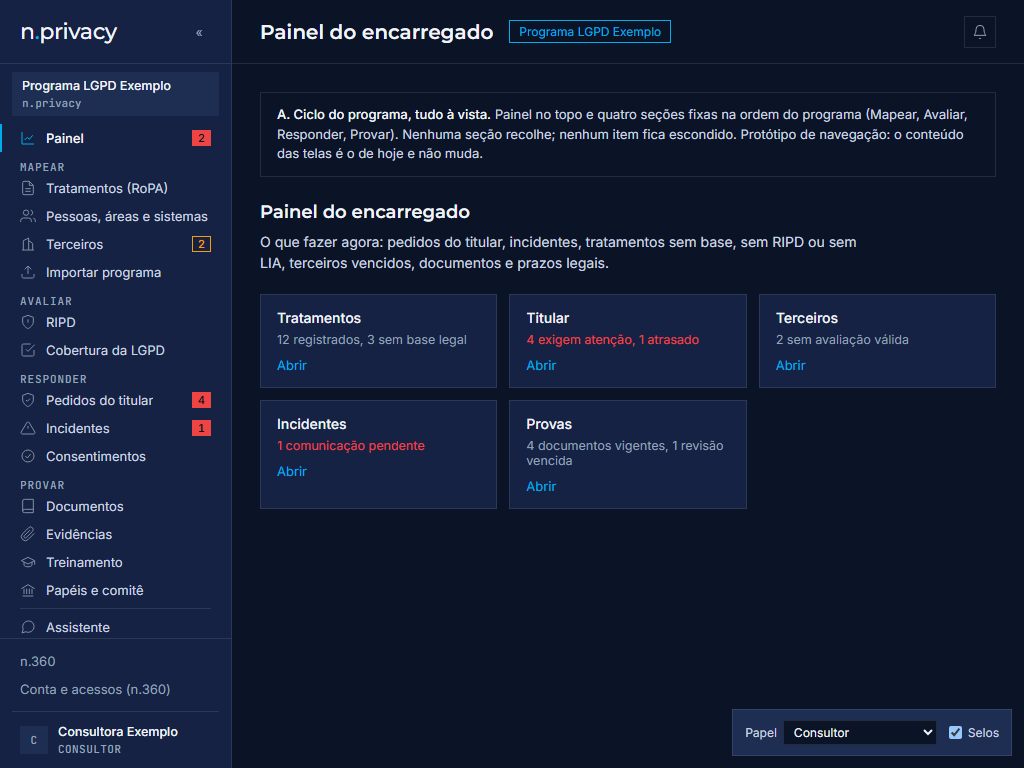 n.privacy
«
Programa LGPD Exemplo
n.privacy
Painel 2
MAPEAR
Tratamentos (RoPA)
Pessoas, áreas e sistemas
Terceiros 2
Importar programa
AVALIAR
RIPD
Cobertura da LGPD
RESPONDER
Pedidos do titular 4
Incidentes 1
Consentimentos
PROVAR
Documentos
Evidências
Treinamento
Papéis e comitê
Assistente
n.360
Conta e acessos (n.360)
C
Consultora Exemplo
CONSULTOR
Painel do encarregado
Programa LGPD Exemplo
A. Ciclo do programa, tudo à vista. Painel no topo e quatro seções fixas na ordem do programa (Mapear, Avaliar,
Responder, Provar). Nenhuma seção recolhe; nenhum item fica escondido. Protótipo de navegação: o conteúdo
das telas é o de hoje e não muda.
Painel do encarregado
O que fazer agora: pedidos do titular, incidentes, tratamentos sem base, sem RIPD ou sem
LIA, terceiros vencidos, documentos e prazos legais.
Tratamentos
12 registrados, 3 sem base legal
Abrir
Titular
4 exigem atenção, 1 atrasado
Abrir
Terceiros
2 sem avaliação válida
Abrir
Incidentes
1 comunicação pendente
Abrir
Provas
4 documentos vigentes, 1 revisão
vencida
Abrir
Papel Consultor Selos